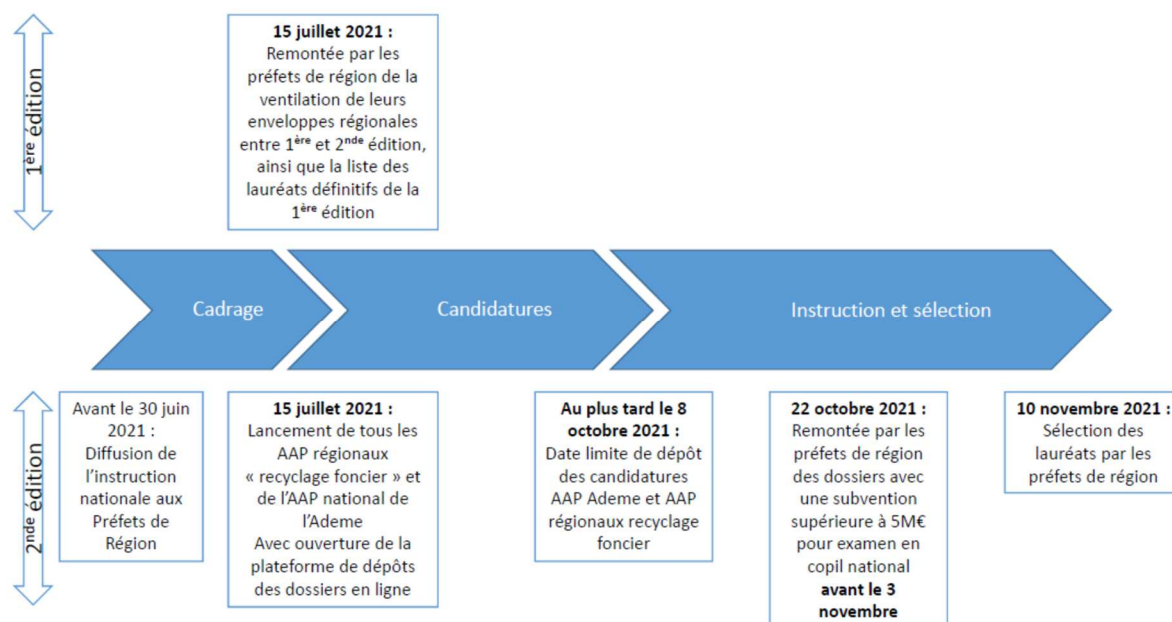 1ère édition
15 juillet 2021 :
Remontée par les
préfets de région de la
ventilation de leurs
enveloppes régionales
entre 1ère et 2nde édition,
ainsi que la liste des
lauréats définitifs de la
1ère édition
Cadrage
Candidatures
Instruction et sélection
2nde édition
Avant le 30 juin
2021 :
Diffusion de
l'instruction
nationale aux
Préfets de
Région
15 juillet 2021 :
Lancement de tous les
AAP régionaux
« recyclage foncier » et
de l'AAP national de
l'Ademe
Avec ouverture de la
plateforme de dépôts
des dossiers en ligne
Au plus tard le 8
octobre 2021 :
Date limite de dépôt
des candidatures
AAP Ademe et AAP
régionaux recyclage
foncier
22 octobre 2021 :
Remontée par les
préfets de région
des dossiers avec
une subvention
supérieure à 5M€
pour examen en
copil national
avant le 3
novembre
10 novembre 2021 :
Sélection des
lauréats par les
préfets de région